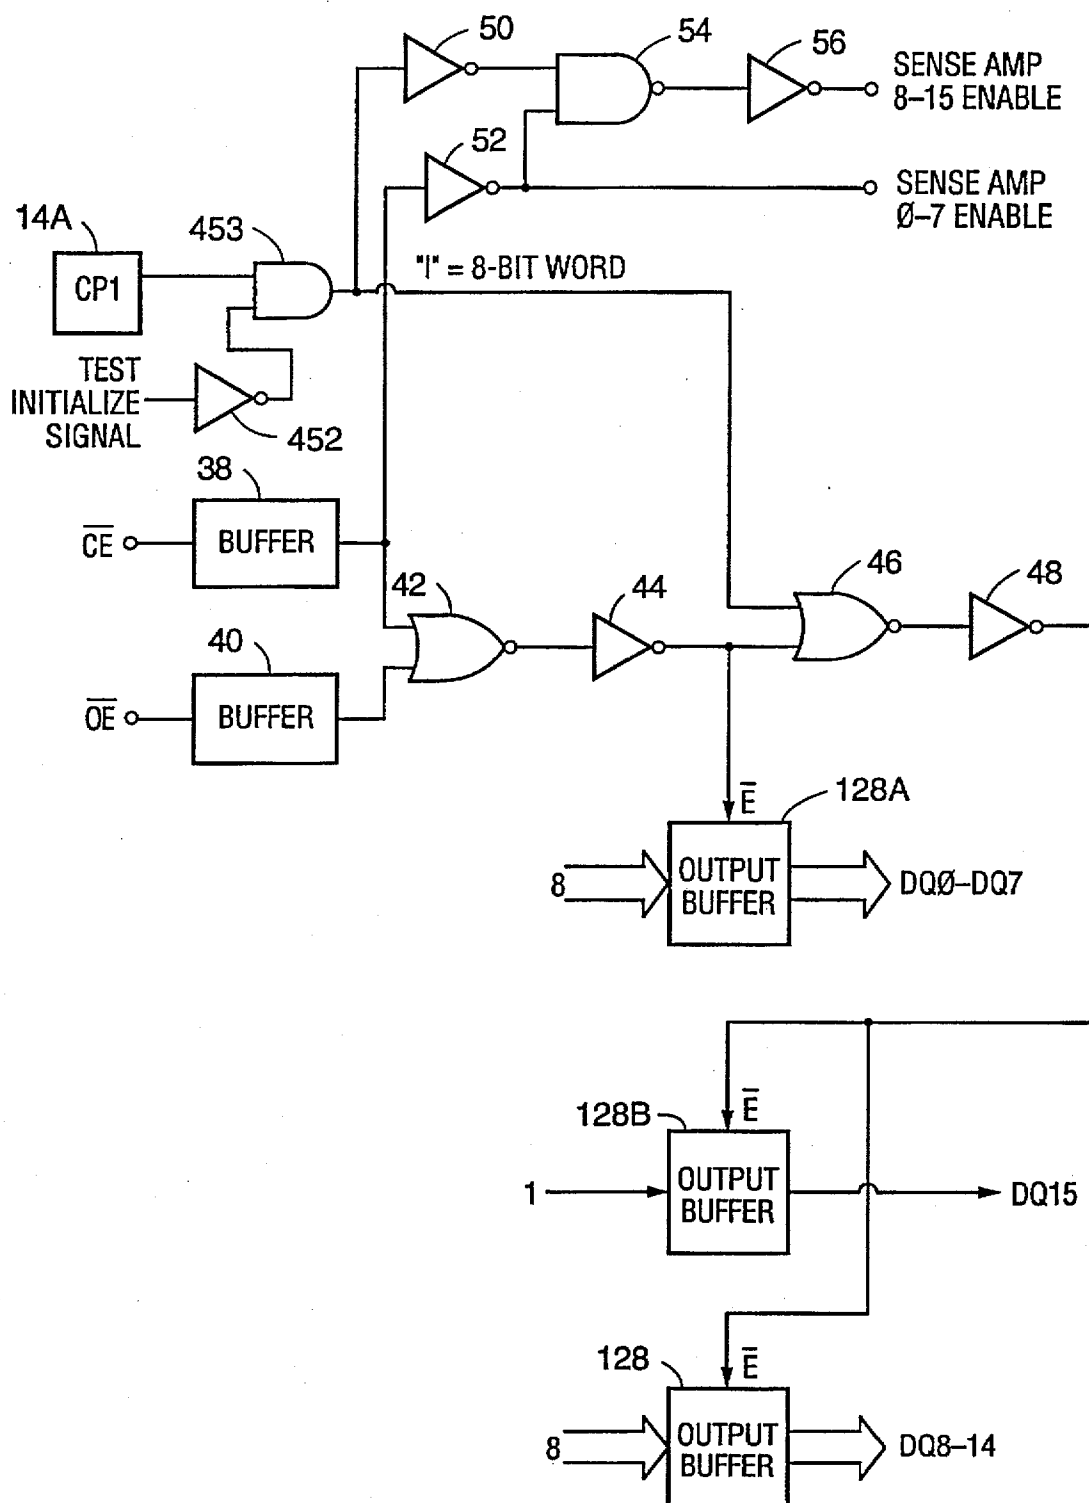 50
54
56
SENSE AMP
8–15 ENABLE
52
SENSE AMP
Ø–7 ENABLE
14A
453
CP1
"I" = 8-BIT WORD
TEST
INITIALIZE
SIGNAL
452
38
C̅E̅
BUFFER
42
44
46
48
40
O̅E̅
BUFFER
E̅
128A
8
OUTPUT
BUFFER
DQØ–DQ7
128B
E̅
1
OUTPUT
BUFFER
DQ15
128
E̅
8
OUTPUT
BUFFER
DQ8–14